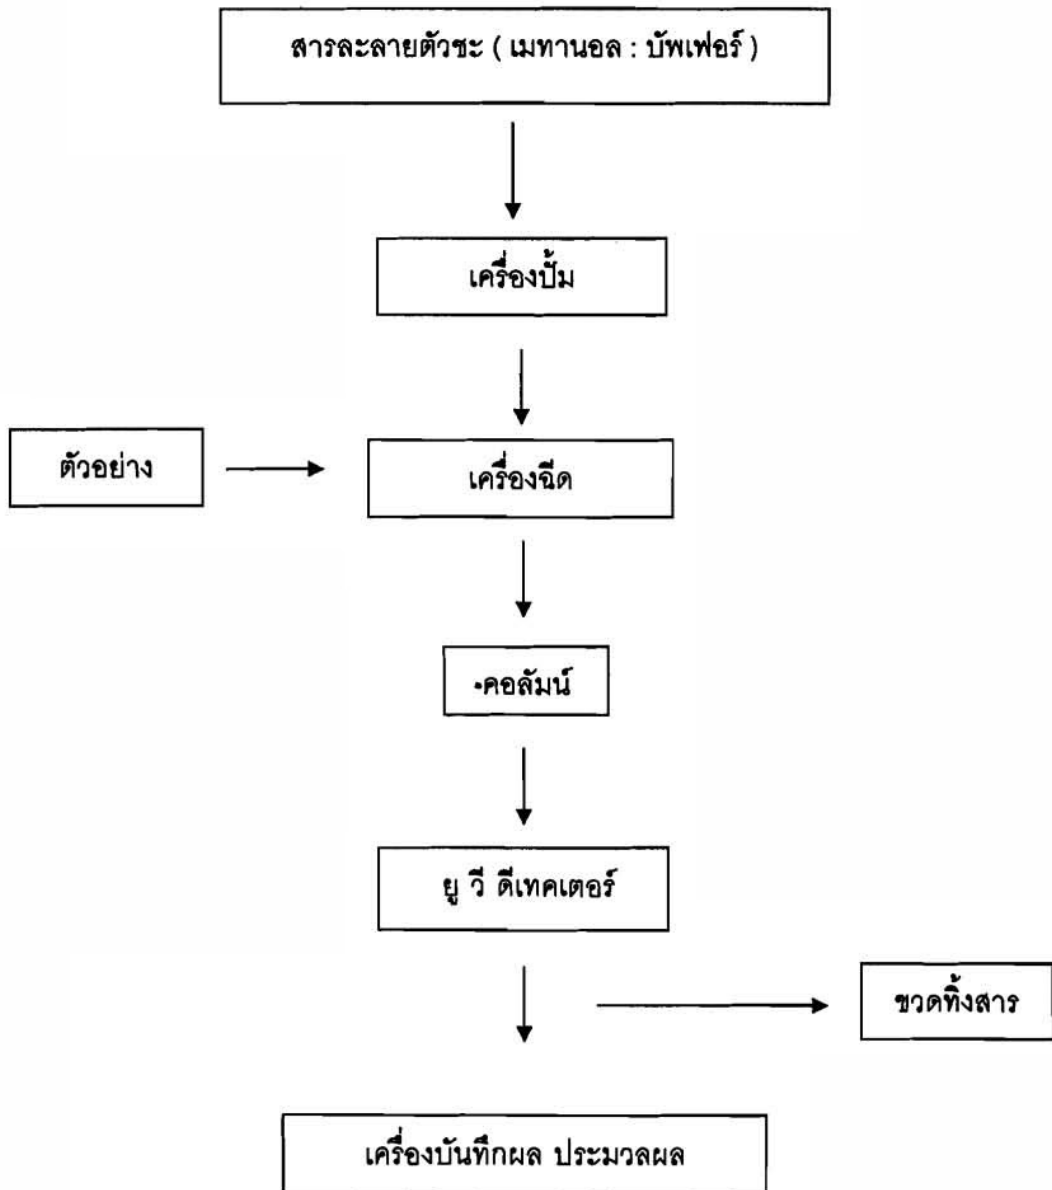 สารละลายตัวชะ ( เมทานอล : บัพเฟอร์ )
เครื่องปั้ม
ตัวอย่าง
เครื่องฉีด
คอลัมน์
ยู วี ดีเทคเตอร์
ขวดทิ้งสาร
เครื่องบันทึกผล ประมวลผล